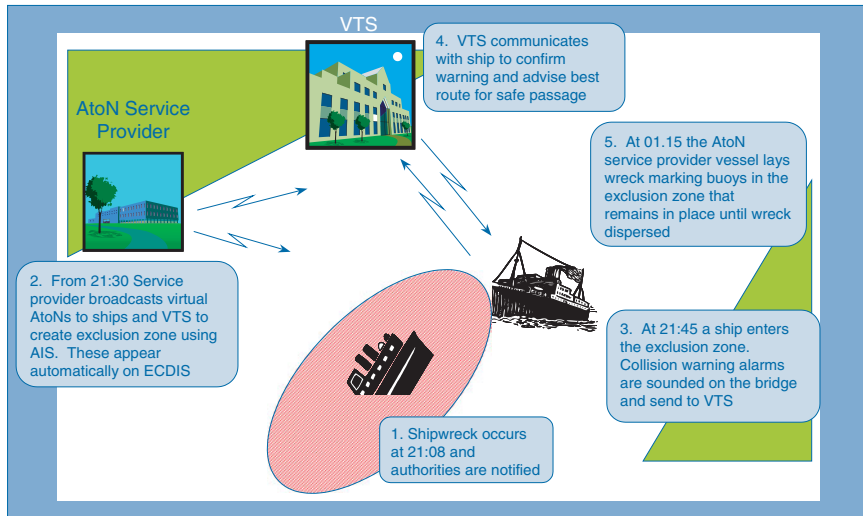 VTS
4. VTS communicates
with ship to confirm
warning and advise best
route for safe passage
AtoN Service
Provider
5. At 01.15 the AtoN
service provider vessel lays
wreck marking buoys in the
exclusion zone that
remains in place until wreck
dispersed
2. From 21:30 Service
provider broadcasts virtual
AtoNs to ships and VTS to
create exclusion zone using
AIS. These appear
automatically on ECDIS
3. At 21:45 a ship enters
the exclusion zone.
Collision warning alarms
are sounded on the bridge
and send to VTS
1. Shipwreck occurs
at 21:08 and
authorities are notified